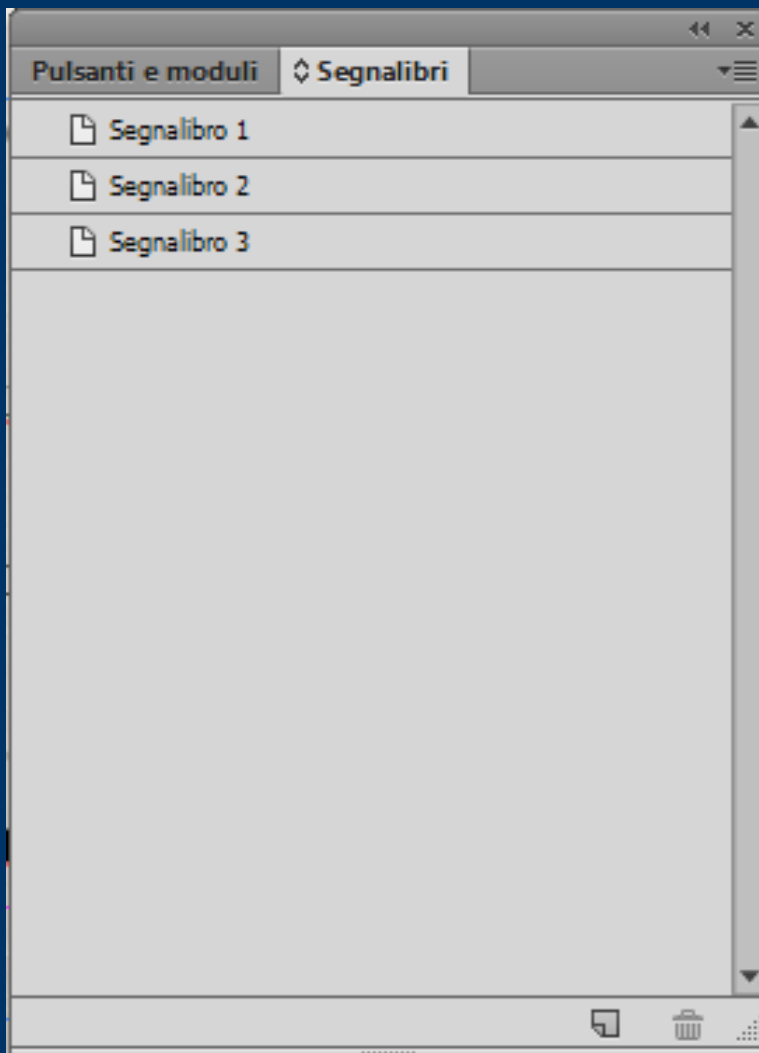 Pulsanti e moduli
Segnalibri
Segnalibro 1
Segnalibro 2
Segnalibro 3